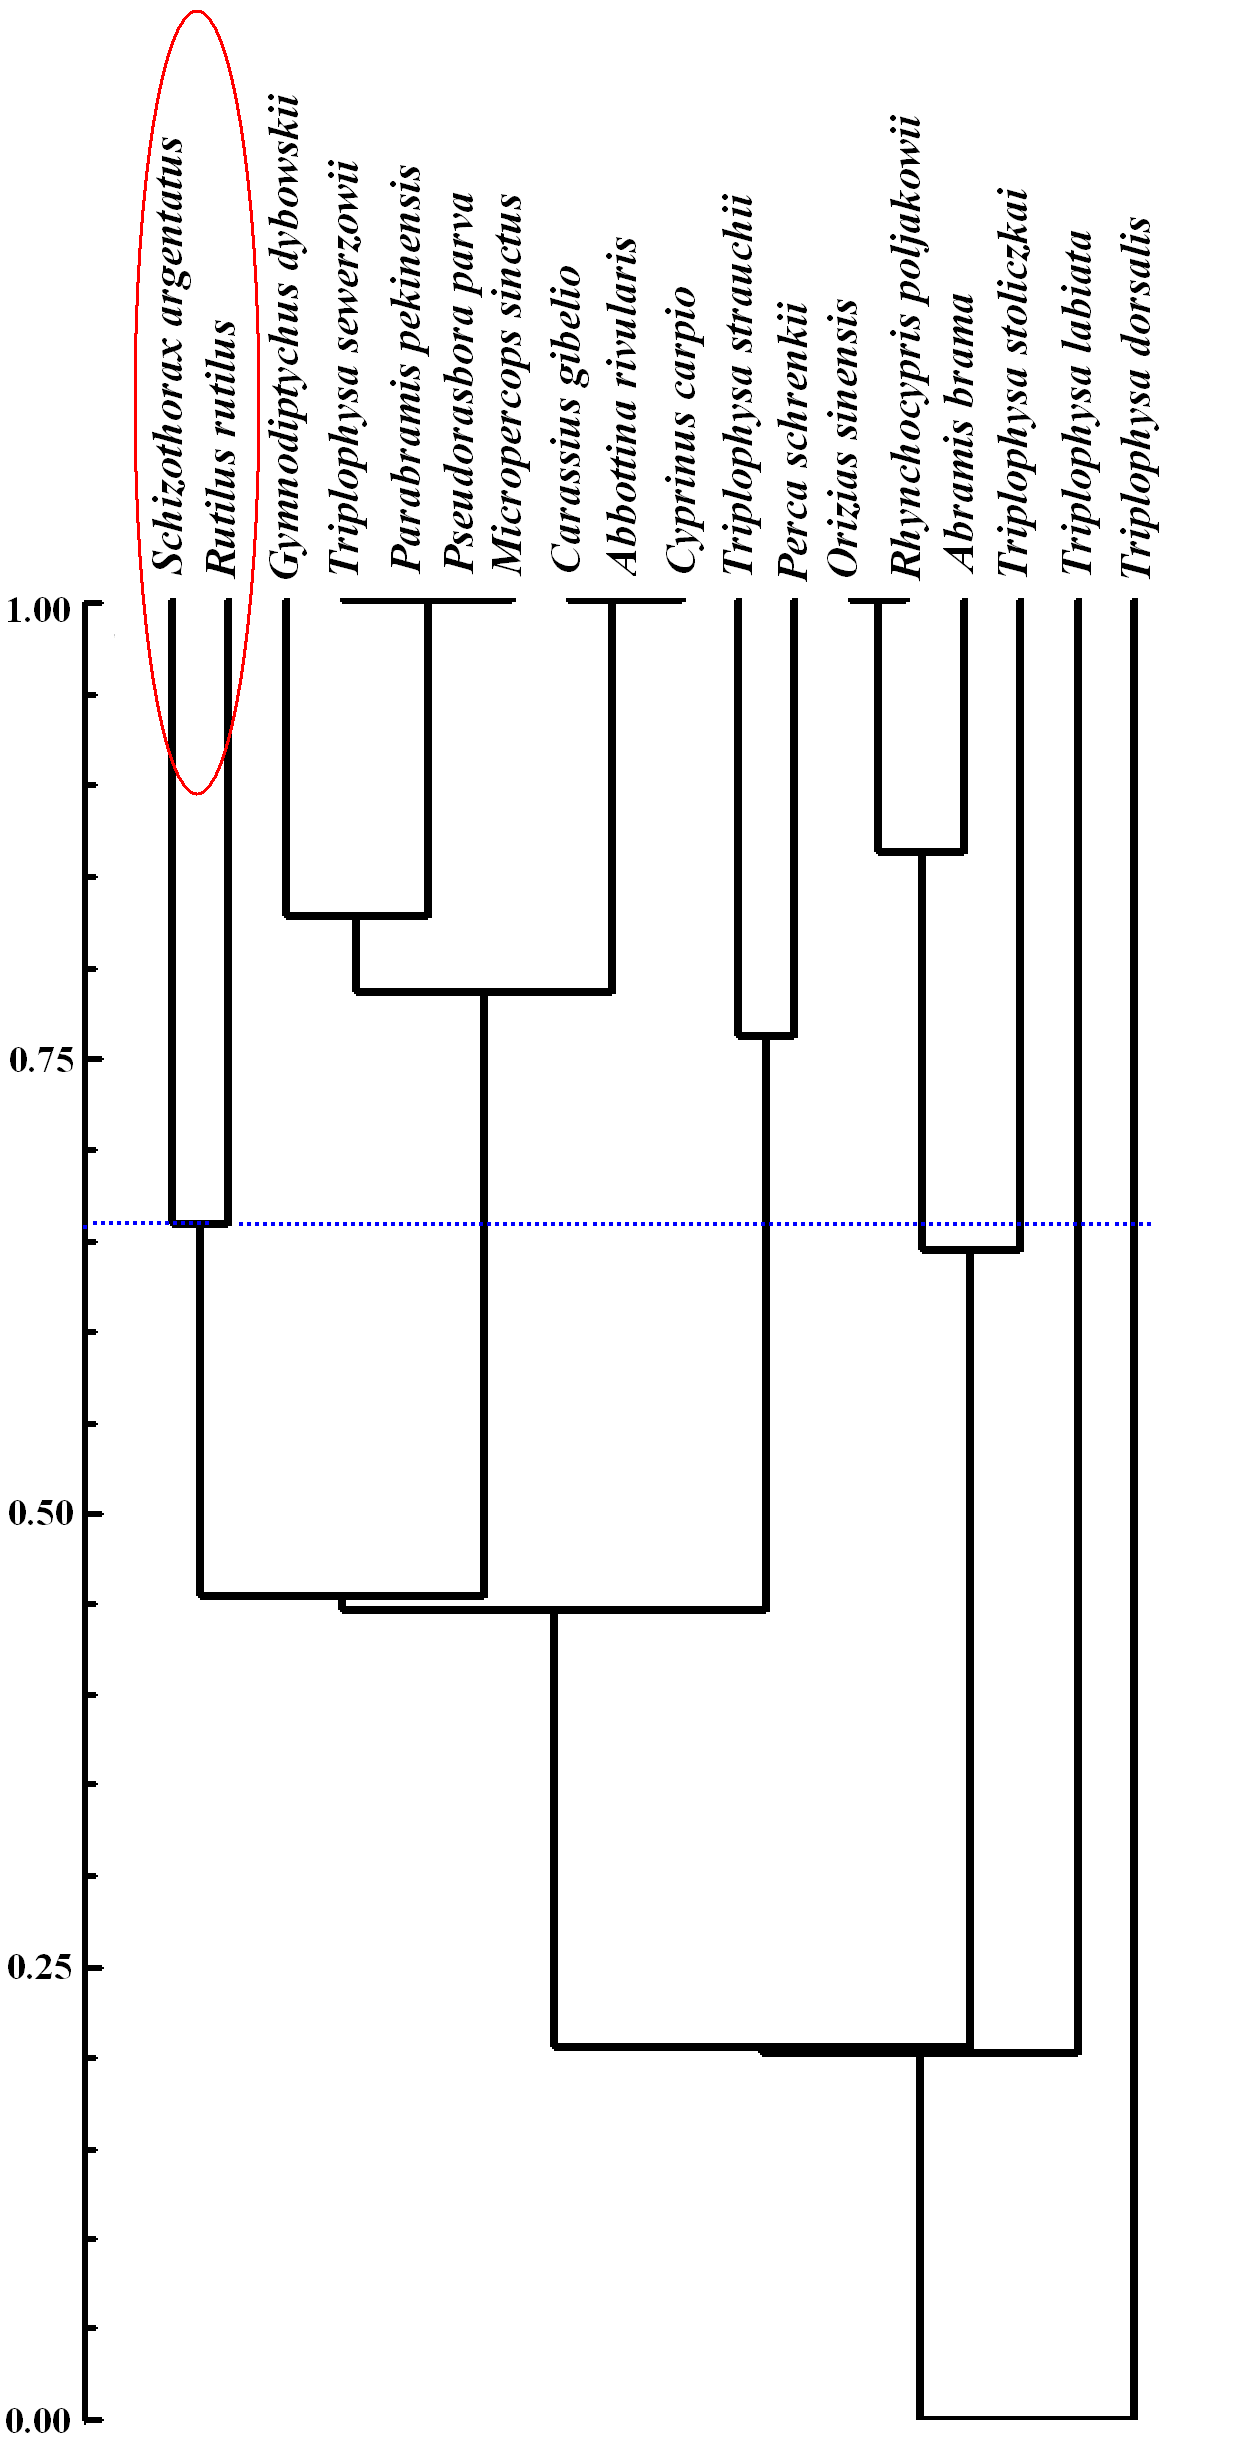 Schizothorax argentatus
Rutilus rutilus
Gymnodiptychus dybowskii
Triplophysa sewerzowii
Parabramis pekinensis
Pseudorasbora parva
Micropercops sinctus
Carassius gibelio
Abbottina rivularis
Cyprinus carpio
Triplophysa strauchii
Perca schrenkii
Orizias sinensis
Rhynchocypris poljakowii
Abramis brama
Triplophysa stoliczkai
Triplophysa labiata
Triplophysa dorsalis
1.00
0.75
0.50
0.25
0.00